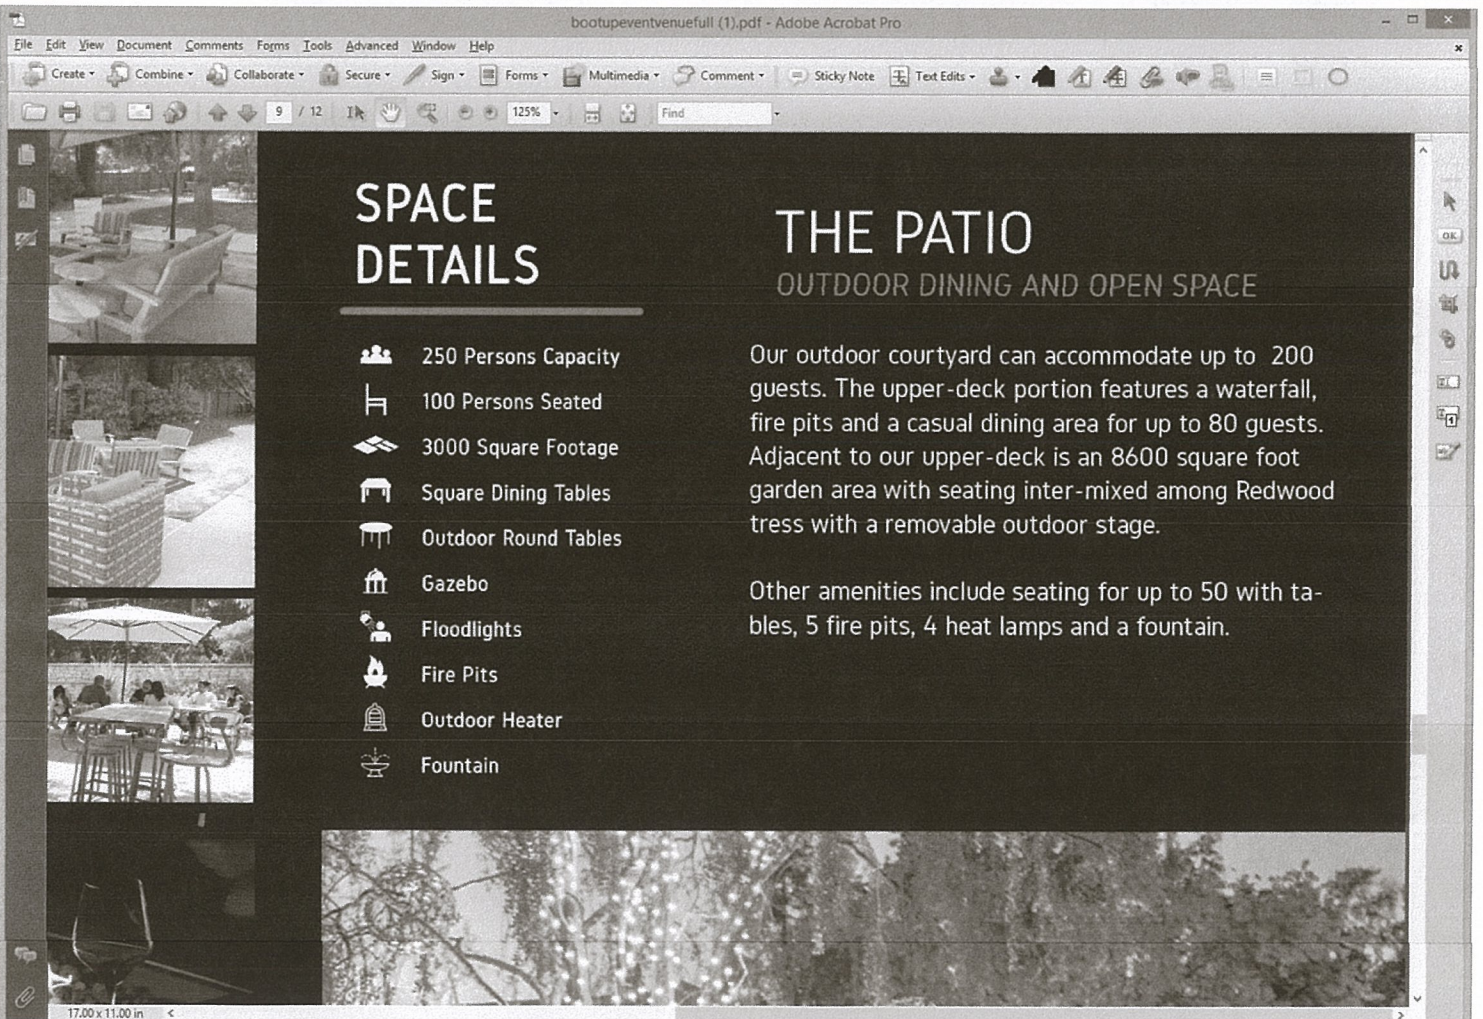 bootupeventvenuefull (1).pdf - Adobe Acrobat Pro
File Edit View Document Comments Forms Tools Advanced Window Help
Create Combine Collaborate Secure Sign Forms Multimedia Comment Sticky Note Text Edits
9 / 12 125% Find
SPACE
DETAILS
250 Persons Capacity
100 Persons Seated
3000 Square Footage
Square Dining Tables
Outdoor Round Tables
Gazebo
Floodlights
Fire Pits
Outdoor Heater
Fountain
THE PATIO
OUTDOOR DINING AND OPEN SPACE
Our outdoor courtyard can accommodate up to 200
guests. The upper-deck portion features a waterfall,
fire pits and a casual dining area for up to 80 guests.
Adjacent to our upper-deck is an 8600 square foot
garden area with seating inter-mixed among Redwood
tress with a removable outdoor stage.
Other amenities include seating for up to 50 with ta-
bles, 5 fire pits, 4 heat lamps and a fountain.
OK
17.00 x 11.00 in